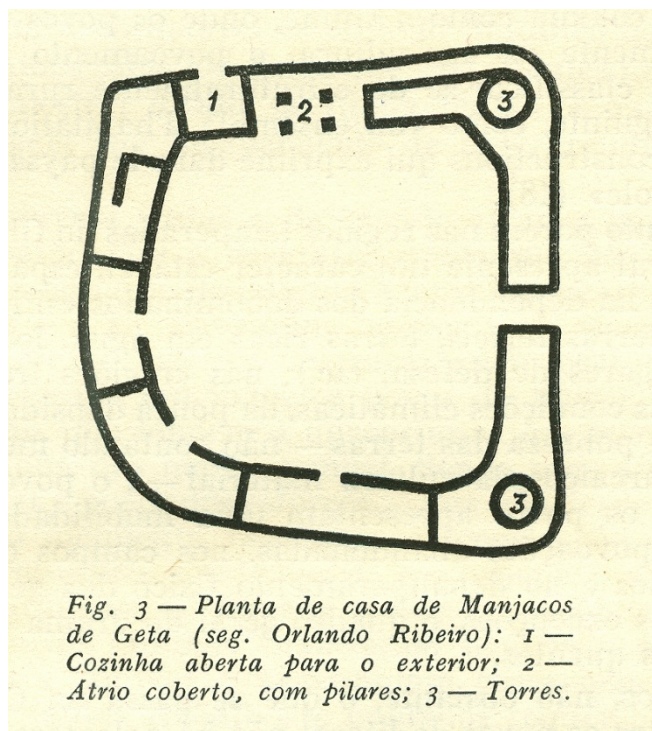 1
2
3
3
Fig. 3 — Planta de casa de Manjacos
de Geta (seg. Orlando Ribeiro): 1 —
Cozinha aberta para o exterior; 2 —
Átrio coberto, com pilares; 3 — Torres.